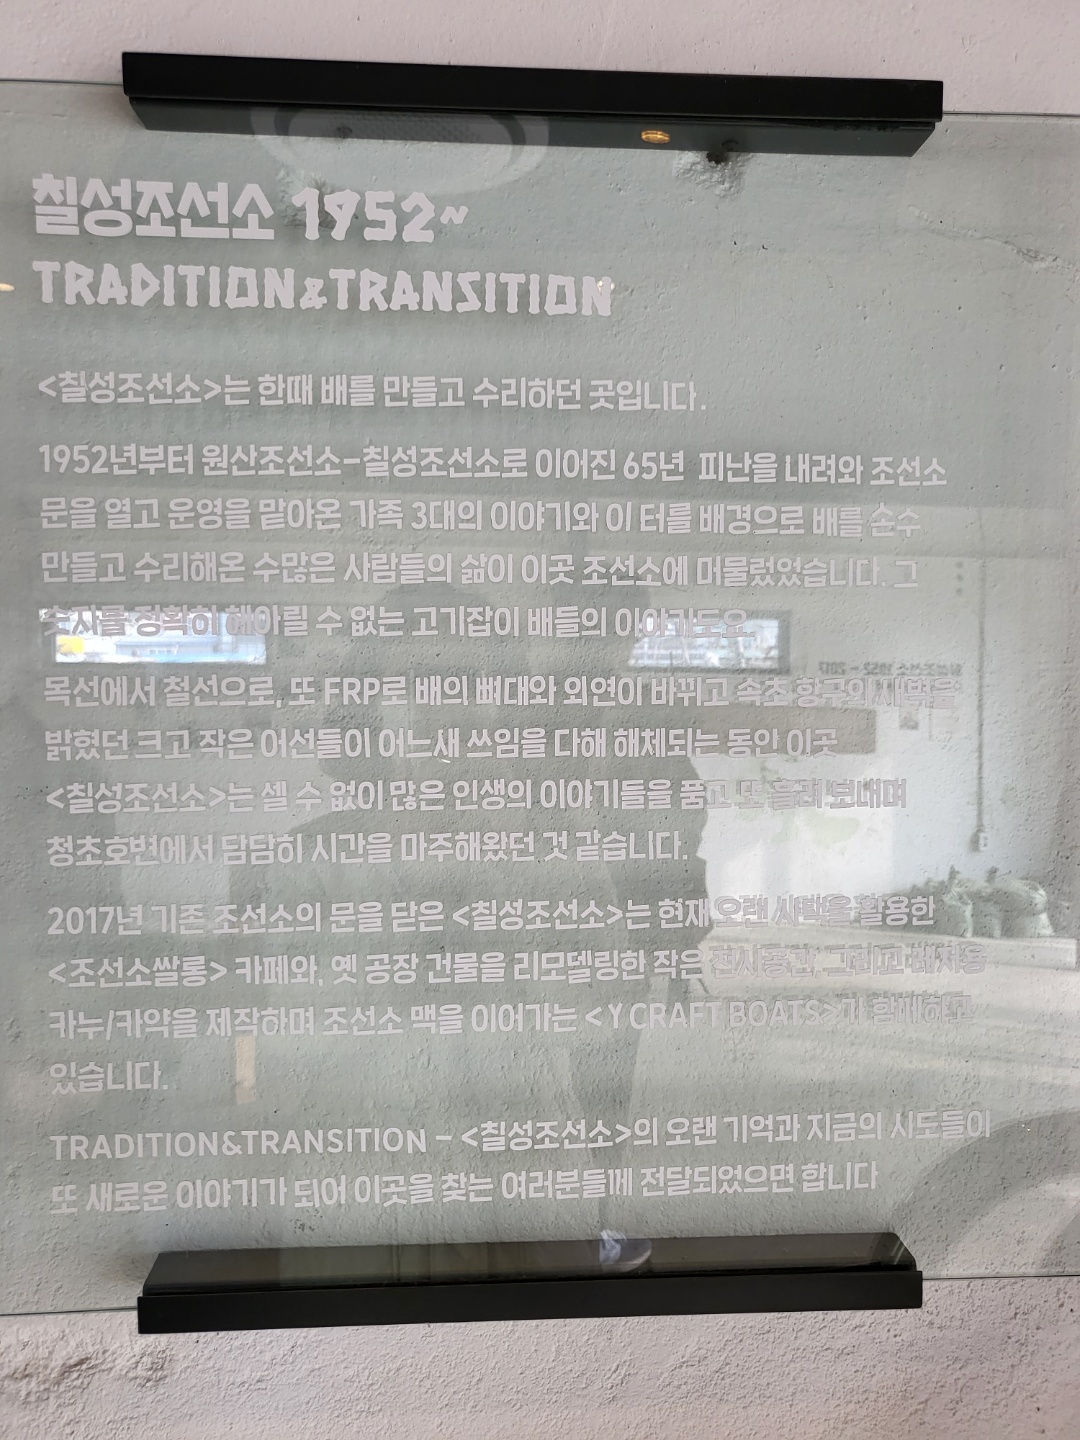 칠성조선소 1952~
TRADITION&TRANSITION
<칠성조선소>는 한때 배를 만들고 수리하던 곳입니다.
1952년부터 원산조선소-칠성조선소로 이어진 65년 피난을 내려와 조선소
문을 열고 운영을 맡아온 가족 3대의 이야기와 이 터를 배경으로 배를 손수
만들고 수리해온 수많은 사람들의 삶이 이곳 조선소에 머물렀었습니다. 그
숫자를 정확히 헤아릴 수 없는 고기잡이 배들의 이야기도요.
목선에서 철선으로, 또 FRP로 배의 뼈대와 외연이 바뀌고 속초 항구의 새벽을
밝혔던 크고 작은 어선들이 어느새 쓰임을 다해 해체되는 동안 이곳
<칠성조선소>는 셀 수 없이 많은 인생의 이야기들을 품고 또 흘려 보내며
청초호변에서 담담히 시간을 마주해왔던 것 같습니다.
2017년 기존 조선소의 문을 닫은 <칠성조선소>는 현재 오랜 사택을 활용한
<조선소쌀롱> 카페와, 옛 공장 건물을 리모델링한 작은 전시공간, 그리고 레저용
카누/카약을 제작하며 조선소 맥을 이어가는 < Y CRAFT BOATS>가 함께하고
있습니다.
TRADITION&TRANSITION - <칠성조선소>의 오랜 기억과 지금의 시도들이
또 새로운 이야기가 되어 이곳을 찾는 여러분들께 전달되었으면 합니다